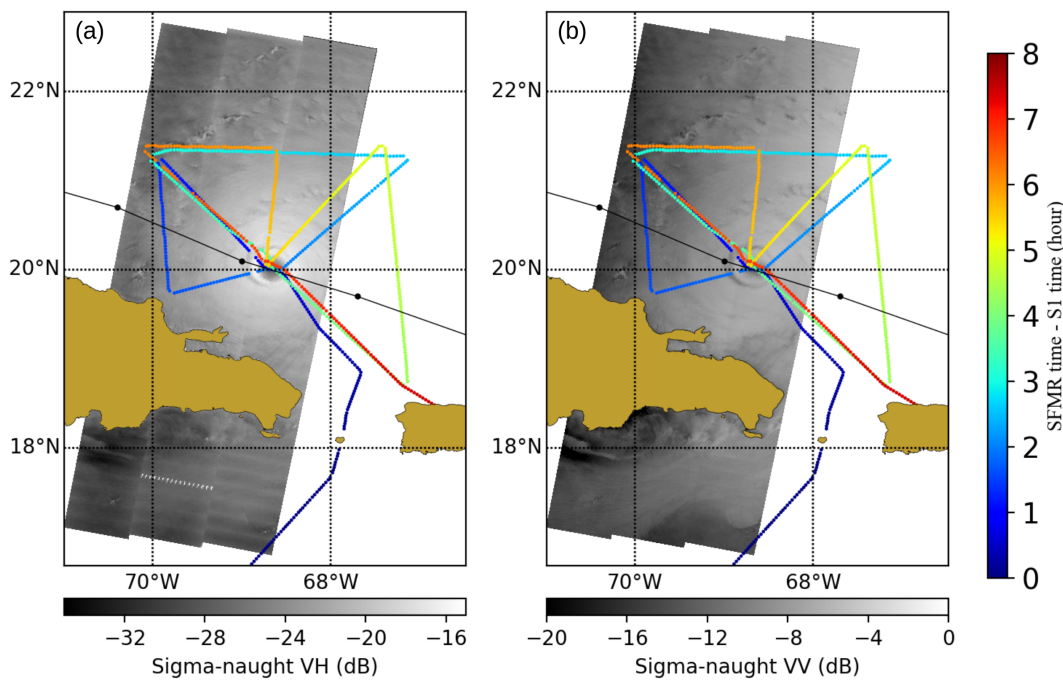 (a)
(b)
22°N
20°N
18°N
70°W
68°W
−32
−28
−24
−20
−16
Sigma-naught VH (dB)
22°N
20°N
18°N
70°W
68°W
−20
−16
−12
−8
−4
0
Sigma-naught VV (dB)
8
7
6
5
4
3
2
1
0
SFMR time - S1 time (hour)